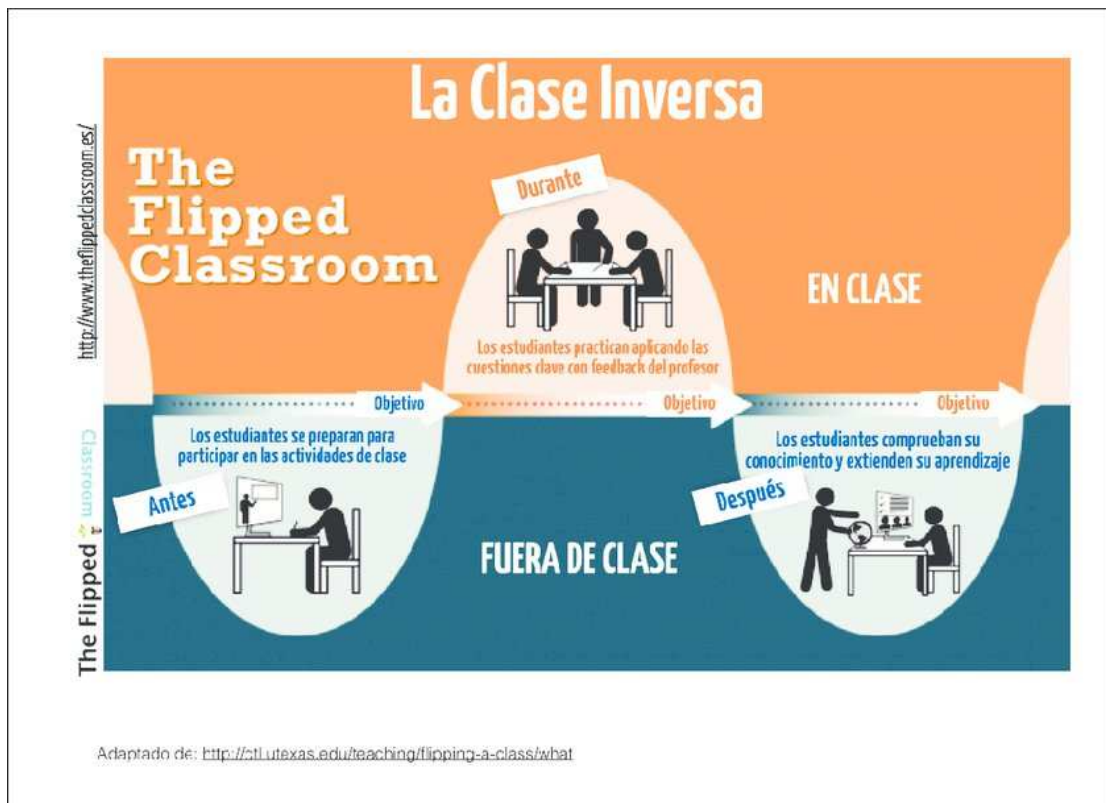 La Clase Inversa
The
Flipped
Classroom
Durante
Los estudiantes practican aplicando las
cuestiones clave con feedback del profesor
EN CLASE
Objetivo
Objetivo
Objetivo
Los estudiantes se preparan para
participar en las actividades de clase
Antes
FUERA DE CLASE
Los estudiantes comprueban su
conocimiento y extienden su aprendizaje
Después
http://www.theflippedclassroom.es/
The Flipped
Classroom
Adaptado de: http://ctl.utexas.edu/teaching/flipping-a-class/what